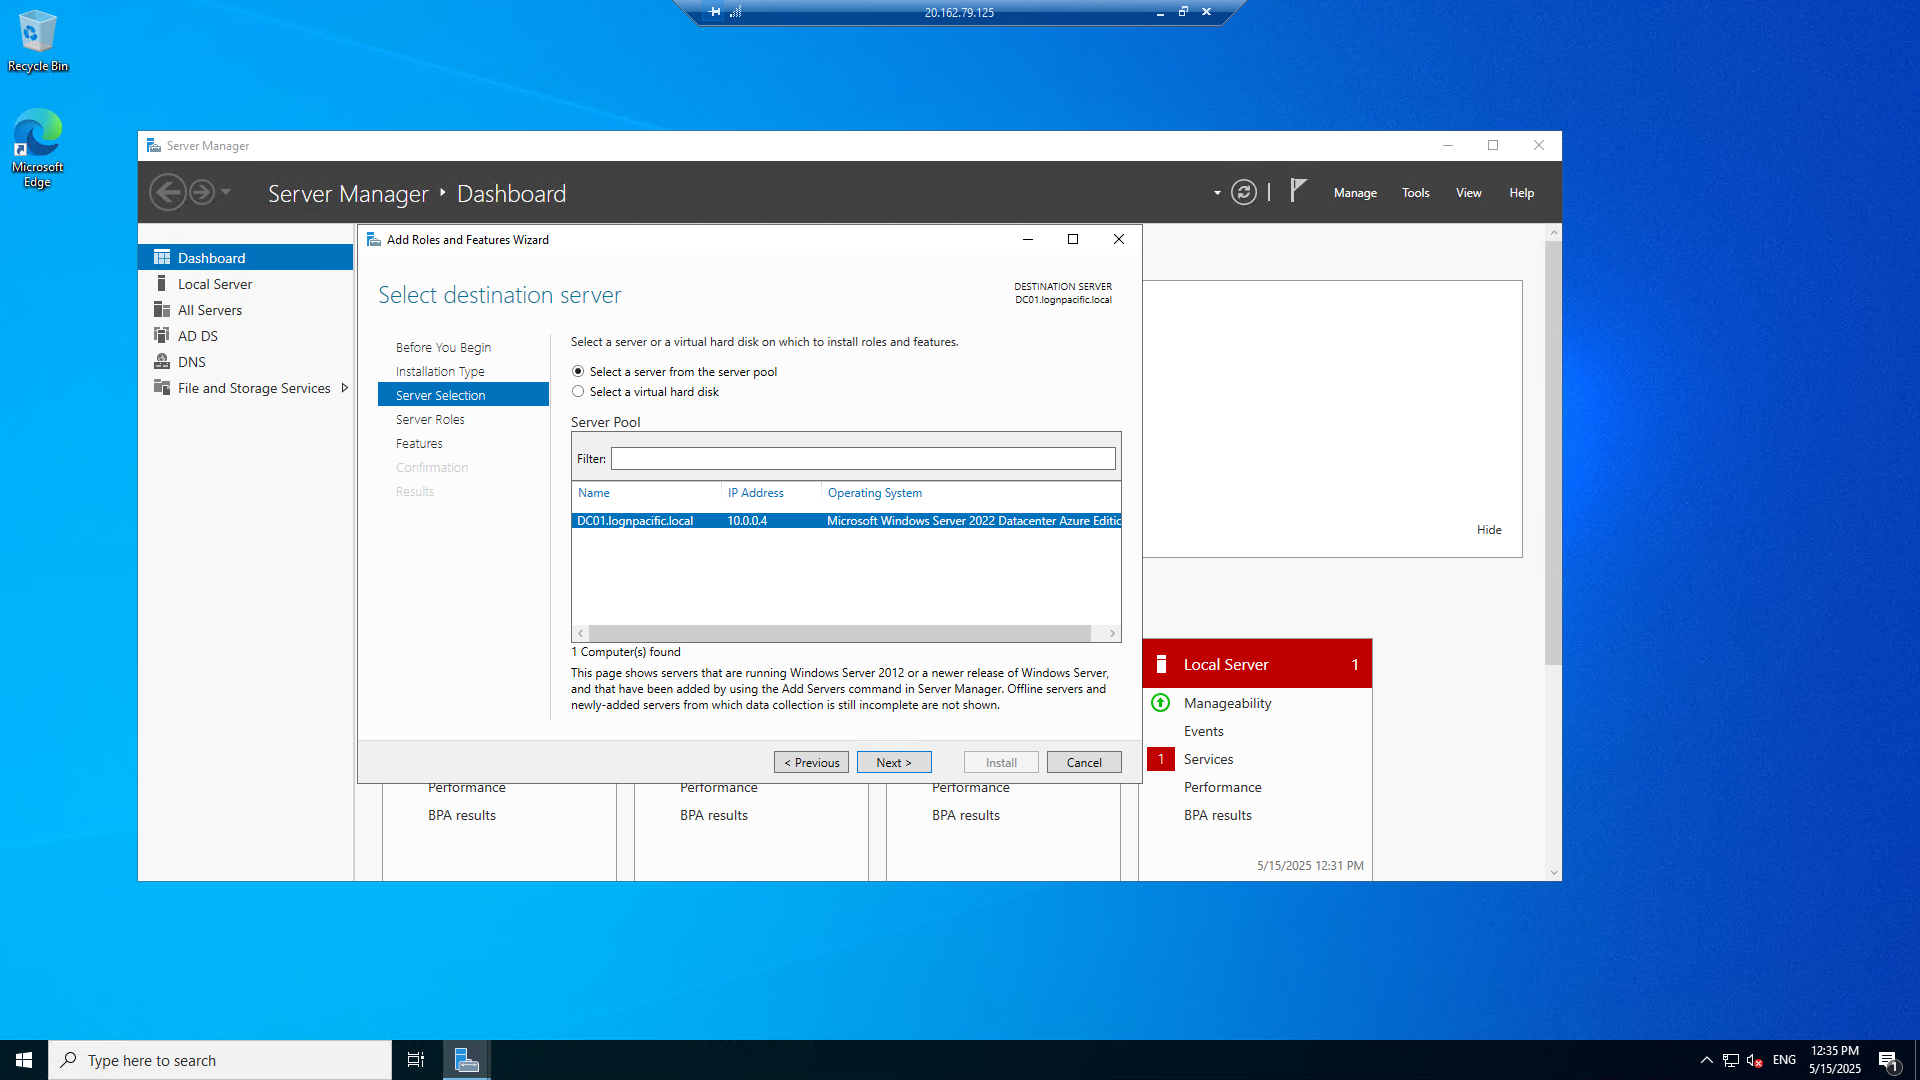 20.162.79.125
Recycle Bin
Microsoft
Edge
Server Manager
Server Manager
Dashboard
Manage
Tools
View
Help
Dashboard
Local Server
All Servers
AD DS
DNS
File and Storage Services
Add Roles and Features Wizard
Select destination server
DESTINATION SERVER
DC01.lognpacific.local
Before You Begin
Installation Type
Server Selection
Server Roles
Features
Confirmation
Results
Select a server or a virtual hard disk on which to install roles and features.
Select a server from the server pool
Select a virtual hard disk
Server Pool
Filter:
Name
IP Address
Operating System
DC01.lognpacific.local
10.0.0.4
Microsoft Windows Server 2022 Datacenter Azure Editic
1 Computer(s) found
This page shows servers that are running Windows Server 2012 or a newer release of Windows Server,
and that have been added by using the Add Servers command in Server Manager. Offline servers and
newly-added servers from which data collection is still incomplete are not shown.
< Previous
Next >
Install
Cancel
Hide
Local Server
1
Manageability
Events
1
Services
Performance
Performance
Performance
Performance
BPA results
BPA results
BPA results
BPA results
5/15/2025 12:31 PM
Type here to search
ENG
12:35 PM
5/15/2025
1